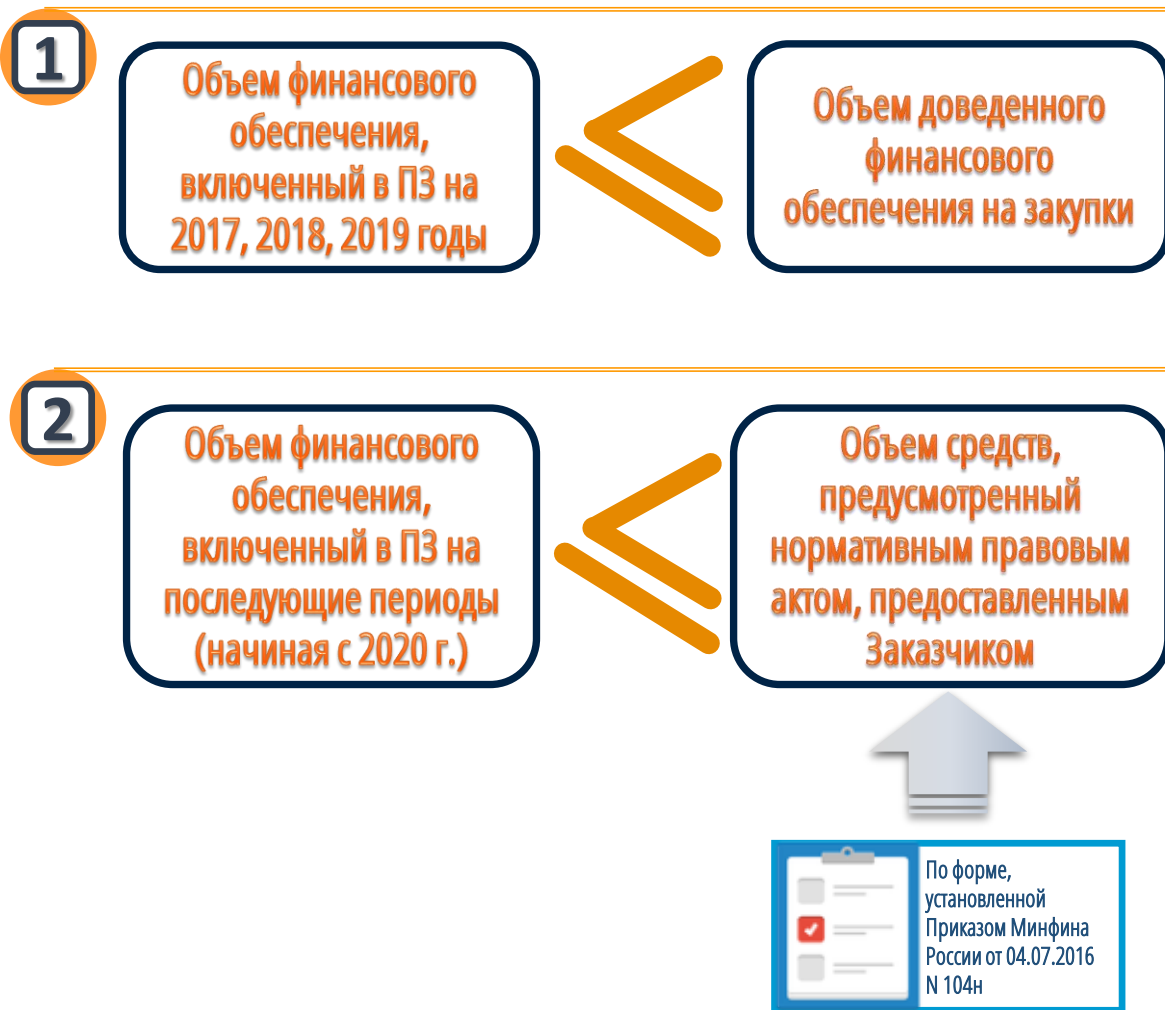 1
Объем финансового
обеспечения,
включенный в ПЗ на
2017, 2018, 2019 годы
Объем доведенного
финансового
обеспечения на закупки
2
Объем финансового
обеспечения,
включенный в ПЗ на
последующие периоды
(начиная с 2020 г.)
Объем средств,
предусмотренный
нормативным правовым
актом, предоставленным
Заказчиком
По форме,
установленной
Приказом Минфина
России от 04.07.2016
N 104н